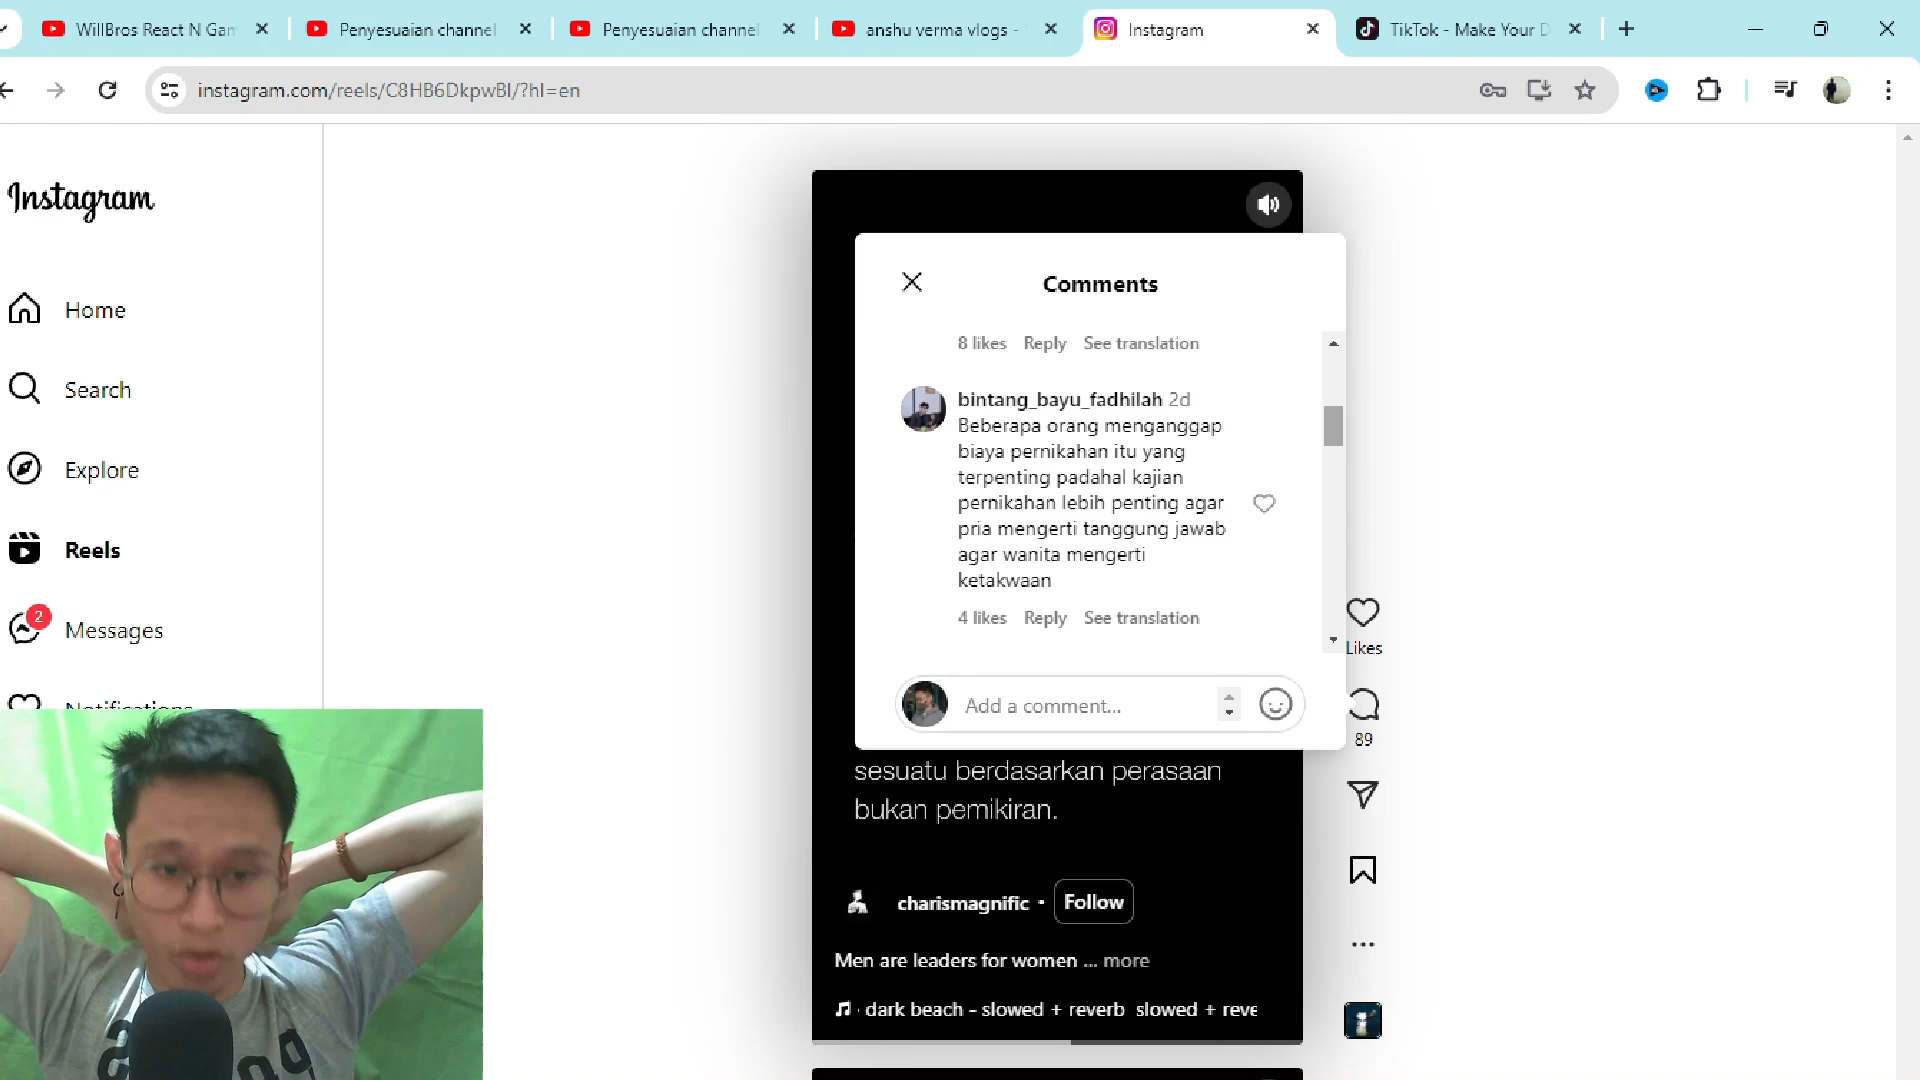 WillBros React N Gam
Penyesuaian channel
Penyesuaian channel
anshu verma vlogs -
Instagram
TikTok - Make Your D
instagram.com/reels/C8HB6DkpwBl/?hl=en
Instagram
Home
Search
Explore
Reels
2
Messages
Notifications
Comments
8 likes Reply See translation
bintang_bayu_fadhilah 2d
Beberapa orang menganggap
biaya pernikahan itu yang
terpenting padahal kajian
pernikahan lebih penting agar
pria mengerti tanggung jawab
agar wanita mengerti
ketakwaan
4 likes Reply See translation
Add a comment...
Likes
89
sesuatu berdasarkan perasaan
bukan pemikiran.
charismagnific • Follow
Men are leaders for women ... more
· dark beach - slowed + reverb slowed + reve